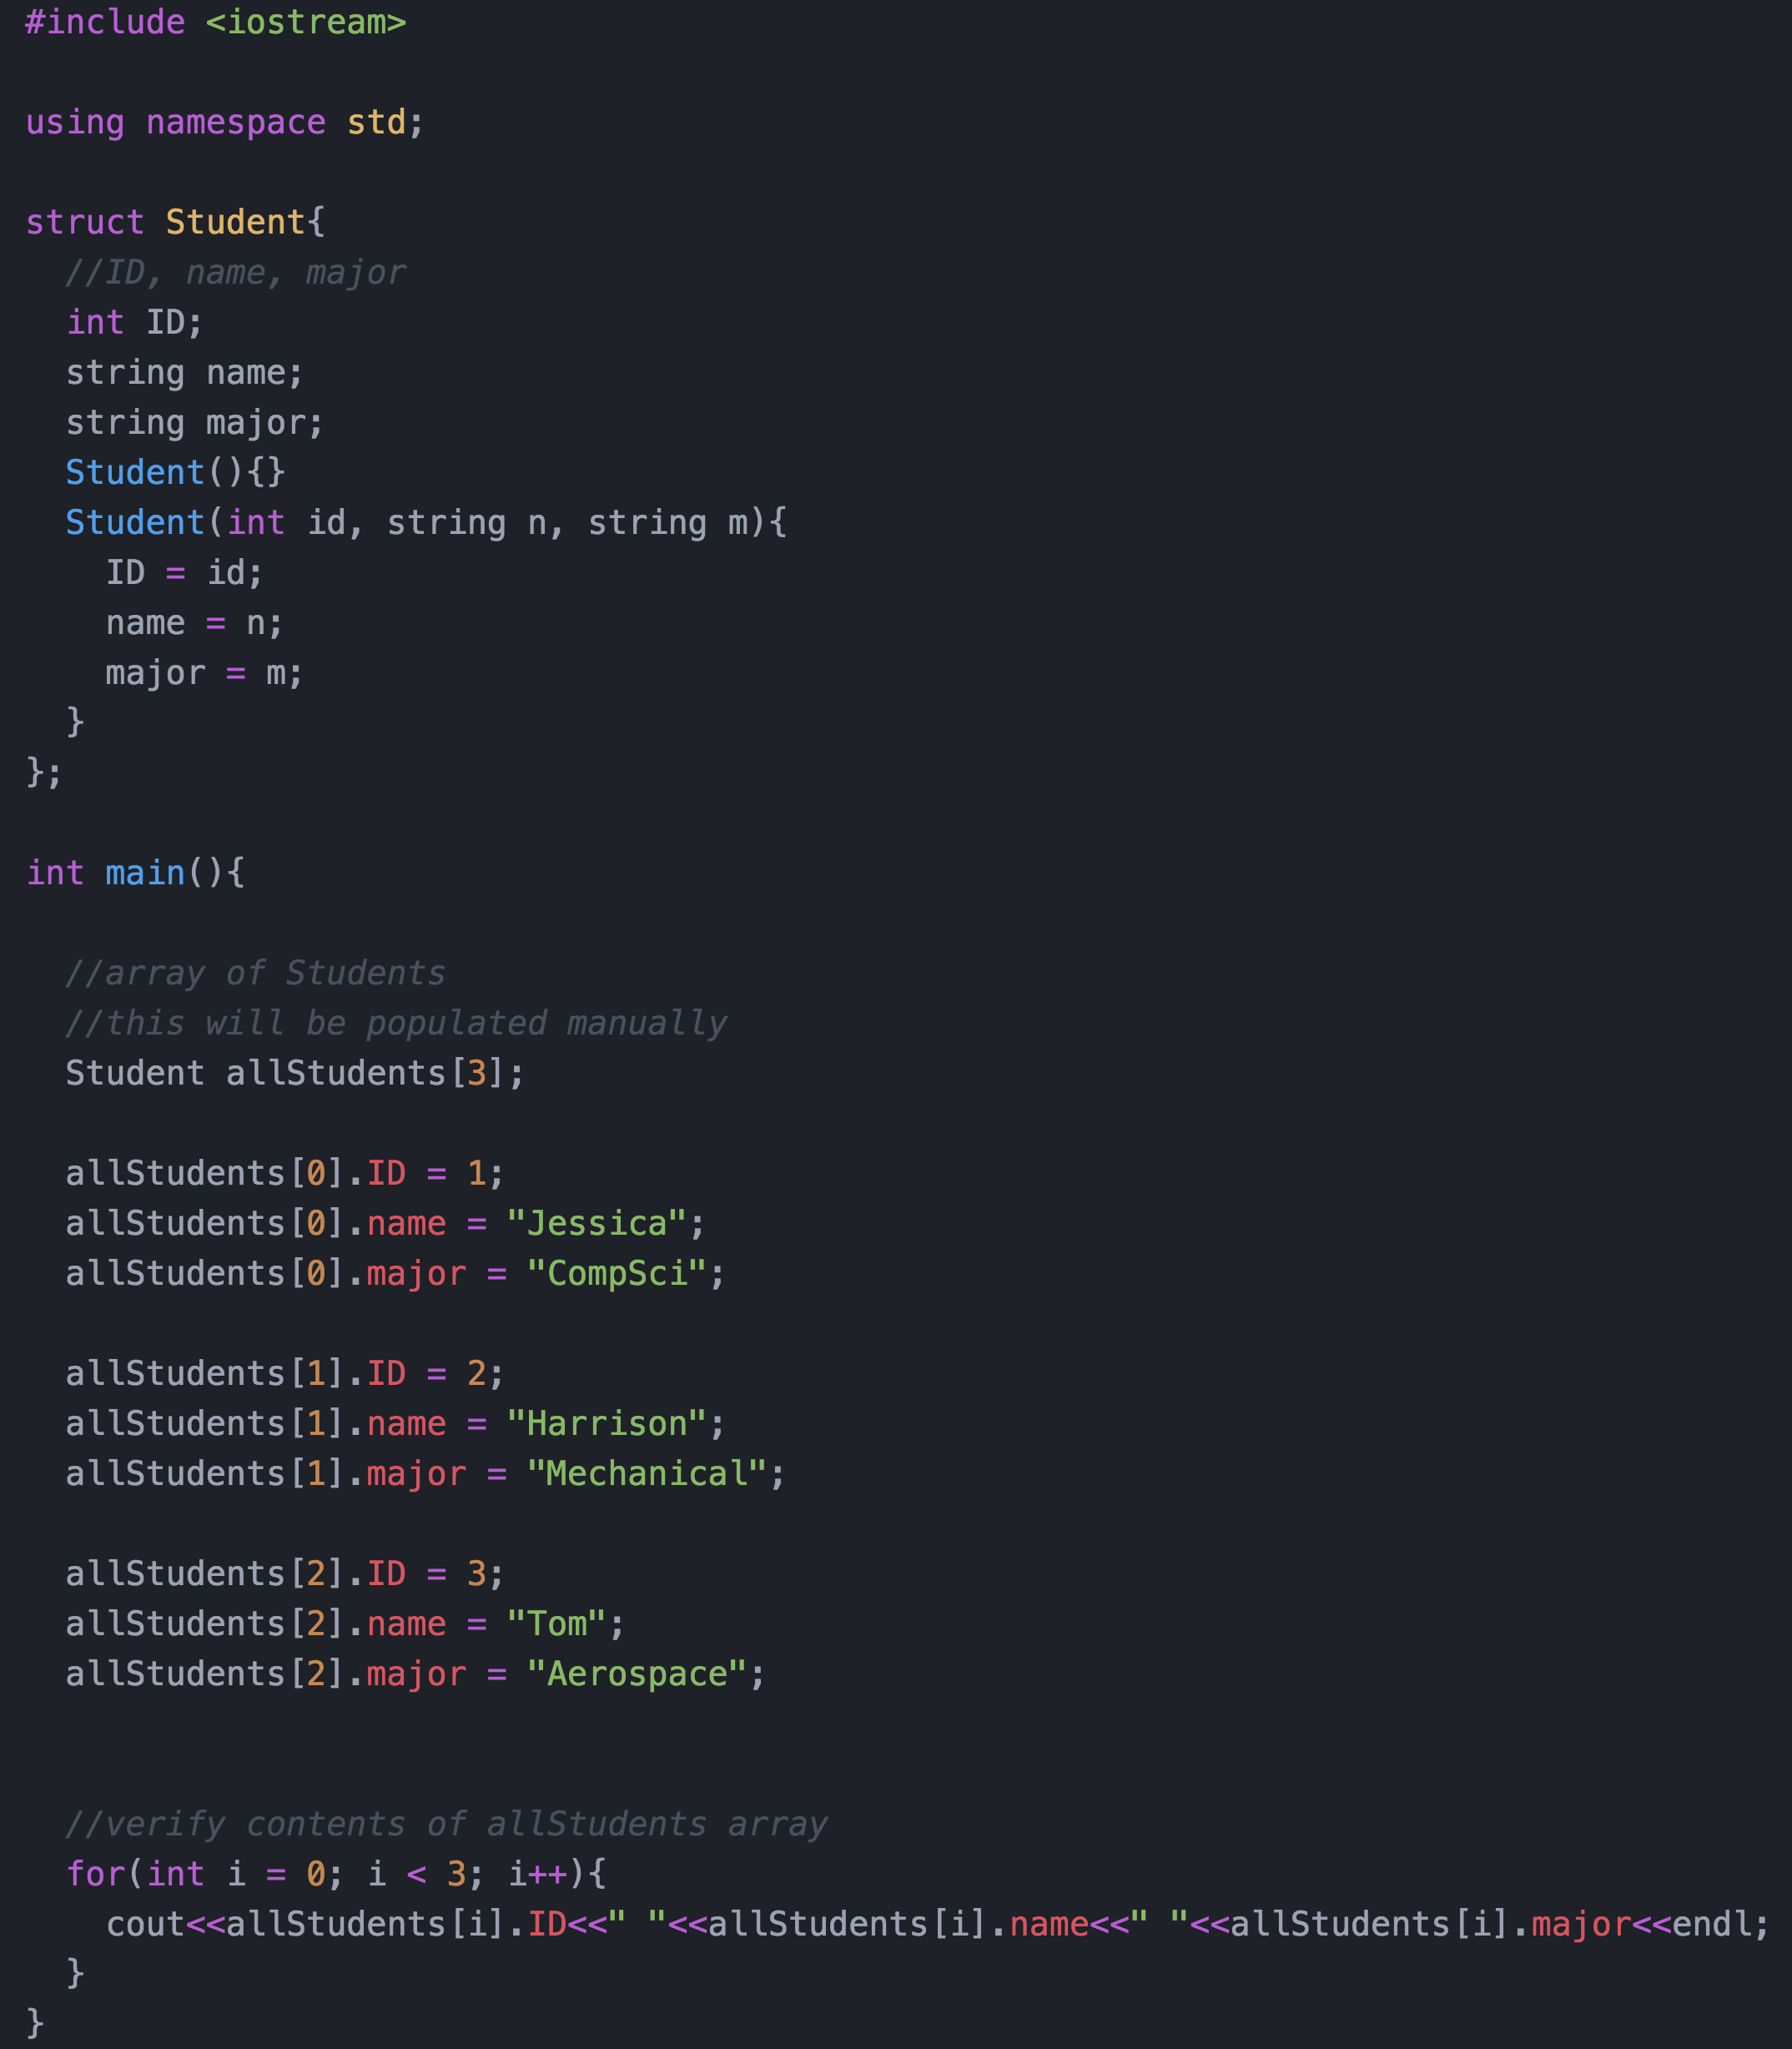 #include <iostream>
using namespace std;
struct Student{
//ID, name, major
int ID;
string name;
string major;
Student(){}
Student(int id, string n, string m){
ID = id;
name = n;
major = m;
}
};
int main(){
//array of Students
//this will be populated manually
Student allStudents[3];
allStudents[0].ID = 1;
allStudents[0].name = "Jessica";
allStudents[0].major = "CompSci";
allStudents[1].ID = 2;
allStudents[1].name = "Harrison";
allStudents[1].major = "Mechanical";
allStudents[2].ID = 3;
allStudents[2].name = "Tom";
allStudents[2].major = "Aerospace";
//verify contents of allStudents array
for(int i = 0; i < 3; i++){
cout<<allStudents[i].ID<<" "<<allStudents[i].name<<" "<<allStudents[i].major<<endl;
}
}